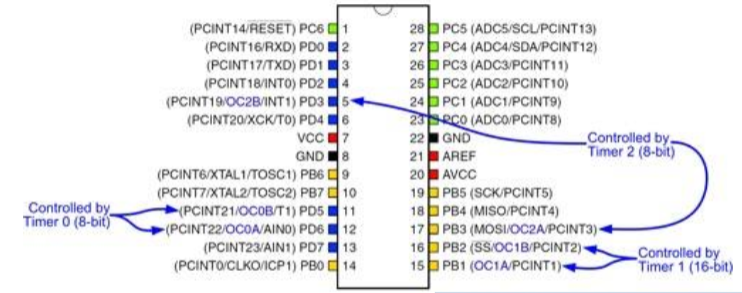 (PCINT14/RESET) PC6 1
(PCINT16/RXD) PD0 2
(PCINT17/TXD) PD1 3
(PCINT18/INT0) PD2 4
(PCINT19/OC2B/INT1) PD3 5
(PCINT20/XCK/T0) PD4 6
VCC 7
GND 8
(PCINT6/XTAL1/TOSC1) PB6 9
(PCINT7/XTAL2/TOSC2) PB7 10
(PCINT21/OC0B/T1) PD5 11
(PCINT22/OC0A/AIN0) PD6 12
(PCINT23/AIN1) PD7 13
(PCINT0/CLKO/ICP1) PB0 14
Controlled by
Timer 0 (8-bit)
28 PC5 (ADC5/SCL/PCINT13)
27 PC4 (ADC4/SDA/PCINT12)
26 PC3 (ADC3/PCINT11)
25 PC2 (ADC2/PCINT10)
24 PC1 (ADC1/PCINT9)
23 PC0 (ADC0/PCINT8)
22 GND
21 AREF
20 AVCC
19 PB5 (SCK/PCINT5)
18 PB4 (MISO/PCINT4)
17 PB3 (MOSI/OC2A/PCINT3)
16 PB2 (SS/OC1B/PCINT2)
15 PB1 (OC1A/PCINT1)
Controlled by
Timer 2 (8-bit)
Controlled by
Timer 1 (16-bit)